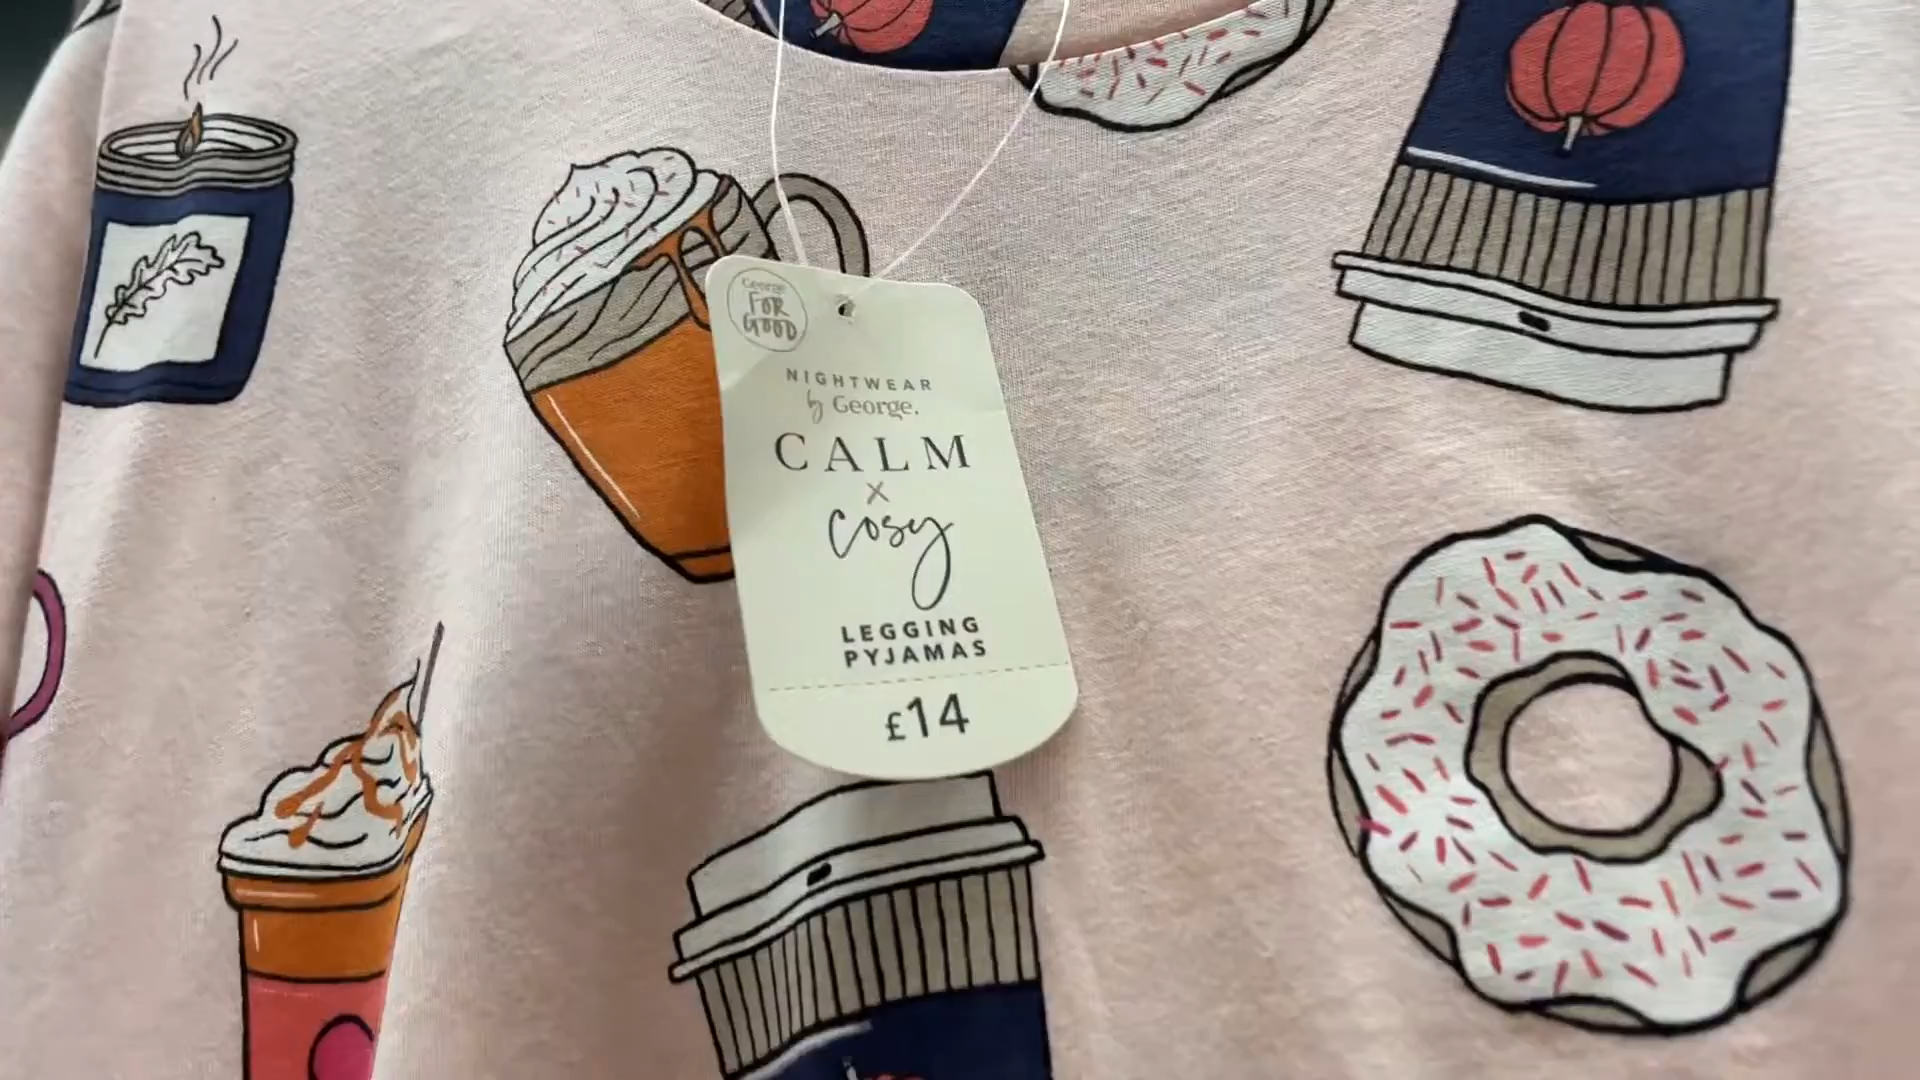 George
FOR
GOOD
NIGHTWEAR
by George.
CALM
x
cosy
LEGGING
PYJAMAS
£14